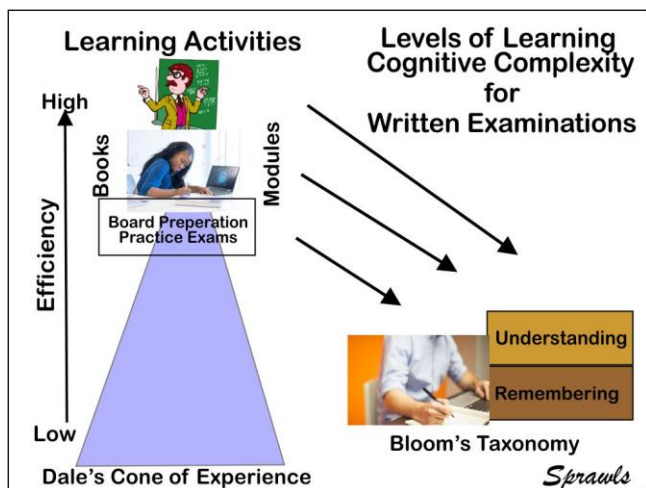 Learning Activities
High
Books
Modules
Board Preperation
Practice Exams
Efficiency
Low
Dale's Cone of Experience
Levels of Learning
Cognitive Complexity
for
Written Examinations
Understanding
Remembering
Bloom's Taxonomy
Sprawls